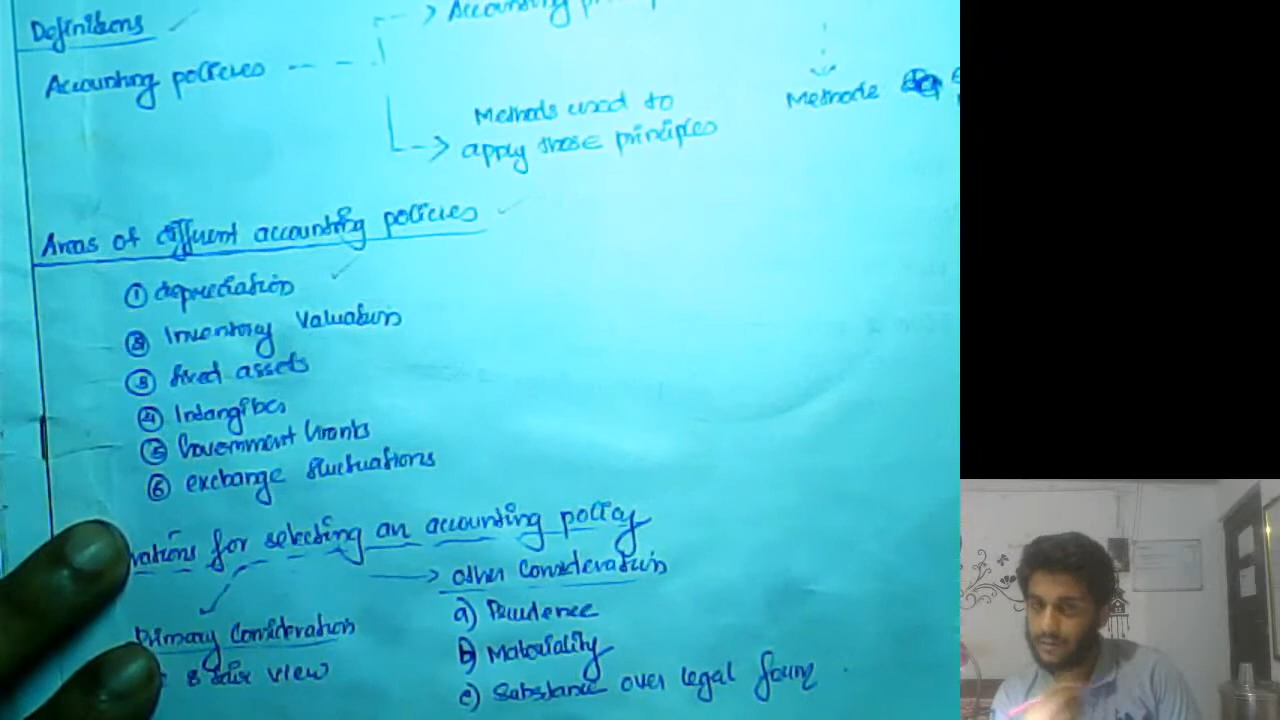 Definitions
Accounting policies
Accounting
Methods used to
apply those principles
Methods
Areas of different accounting policies
① depreciation
② Inventory Valuation
③ fixed assets
④ Intangibles
⑤ Government Grants
⑥ exchange fluctuations
for selecting an accounting policy
other consideration
Primary Consideration
view
a) Prudence
b) Materiality
c) Substance over legal form